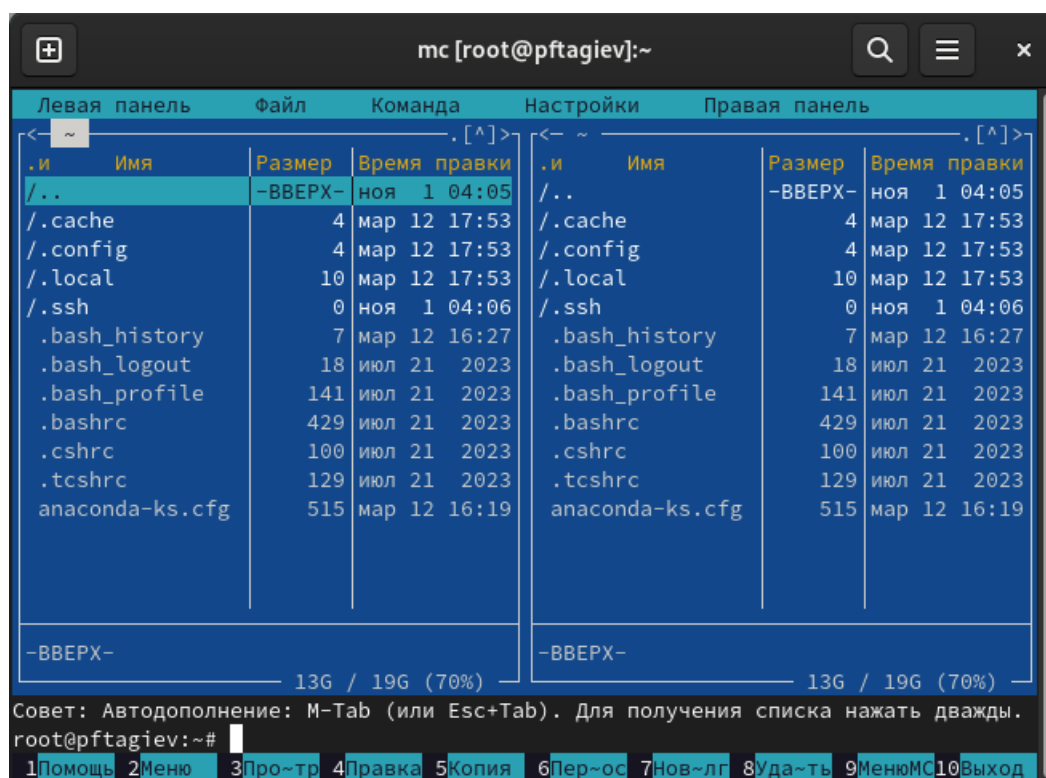 mc [root@pftagiev]:~
Левая панель Файл Команда Настройки Правая панель
<— ~ .[^]> <— ~ .[^]>
.и Имя Размер Время правки .и Имя Размер Время правки
/.. -ВВЕРХ- ноя 1 04:05 /.. -ВВЕРХ- ноя 1 04:05
/.cache 4 мар 12 17:53 /.cache 4 мар 12 17:53
/.config 4 мар 12 17:53 /.config 4 мар 12 17:53
/.local 10 мар 12 17:53 /.local 10 мар 12 17:53
/.ssh 0 ноя 1 04:06 /.ssh 0 ноя 1 04:06
.bash_history 7 мар 12 16:27 .bash_history 7 мар 12 16:27
.bash_logout 18 июл 21 2023 .bash_logout 18 июл 21 2023
.bash_profile 141 июл 21 2023 .bash_profile 141 июл 21 2023
.bashrc 429 июл 21 2023 .bashrc 429 июл 21 2023
.cshrc 100 июл 21 2023 .cshrc 100 июл 21 2023
.tcshrc 129 июл 21 2023 .tcshrc 129 июл 21 2023
anaconda-ks.cfg 515 мар 12 16:19 anaconda-ks.cfg 515 мар 12 16:19
-ВВЕРХ- -ВВЕРХ-
13G / 19G (70%) 13G / 19G (70%)
Совет: Автодополнение: M-Tab (или Esc+Tab). Для получения списка нажать дважды.
root@pftagiev:~#
1Помощь 2Меню 3Про~тр 4Правка 5Копия 6Пер~ос 7Нов~лг 8Уда~ть 9МенюMC 10Выход